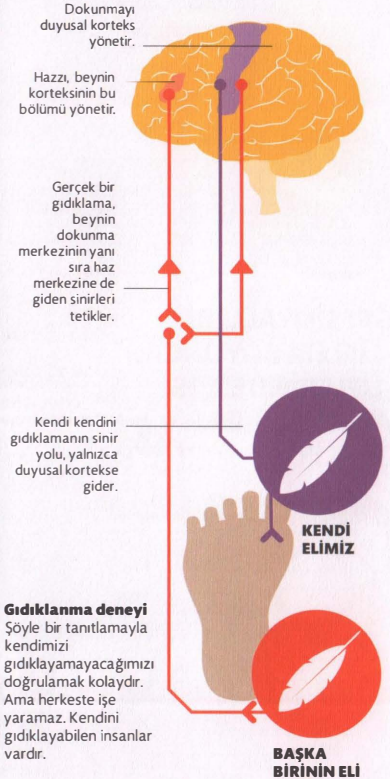 Dokunmayı
duyusal korteks
yönetir.
Hazzı, beynin
korteksinin bu
bölümü yönetir.
Gerçek bir
gıdıklama,
beynin
dokunma
merkezinin yanı
sıra haz
merkezine de
giden sinirleri
tetikler.
Kendi kendini
gıdıklamanın sinir
yolu, yalnızca
duyusal kortekse
gider.
KENDİ
ELİMİZ
Gıdıklanma deneyi
Şöyle bir tanıtlamayla
kendimizi
gıdıklayamayacağımızı
doğrulamak kolaydır.
Ama herkeste işe
yaramaz. Kendini
gıdıklayabilen insanlar
vardır.
BAŞKA
BİRİNİN ELİ